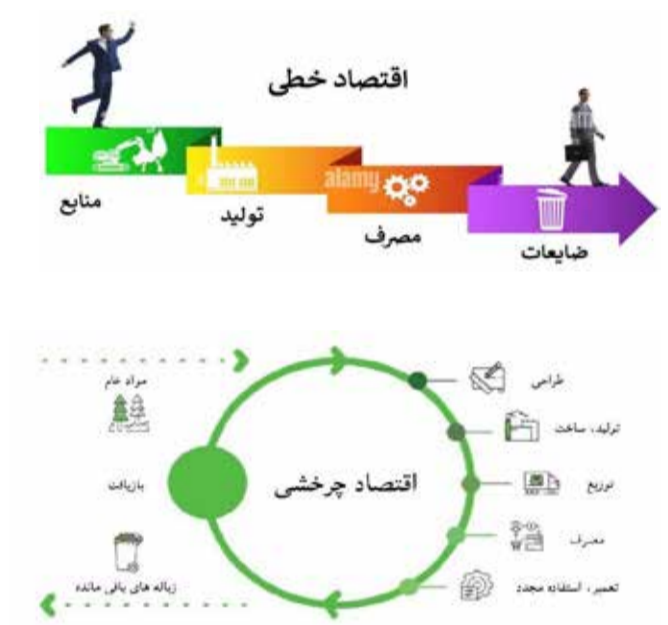 اقتصاد خطی
منابع
تولید
alamy
مصرف
ضایعات
مواد خام
طراحی
تولید، ساخت
بازیافت
اقتصاد چرخشی
توزیع
مصرف
زباله های باقی مانده
تعمیر، استفاده مجدد